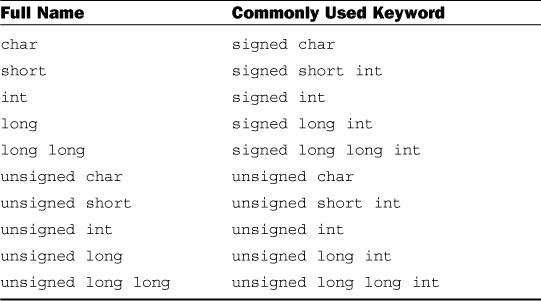 Full Name Commonly Used Keyword
char signed char
short signed short int
int signed int
long signed long int
long long signed long long int
unsigned char unsigned char
unsigned short unsigned short int
unsigned int unsigned int
unsigned long unsigned long int
unsigned long long unsigned long long int